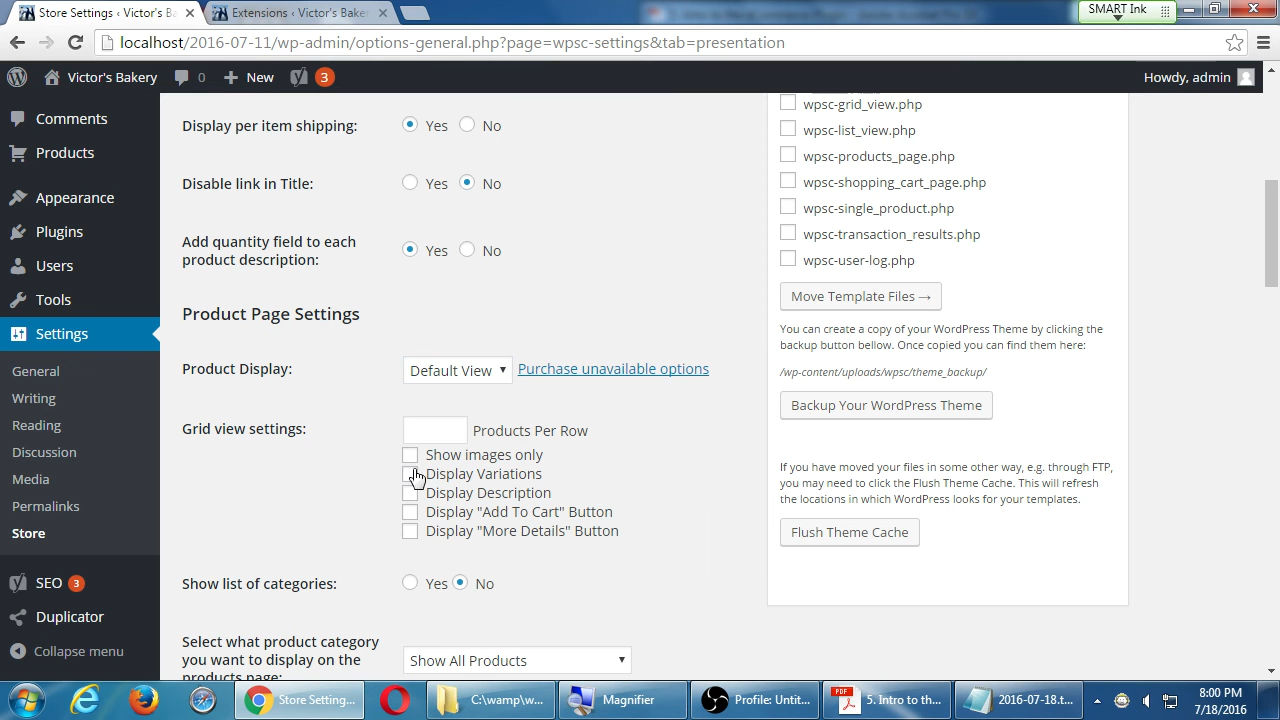 Store Settings ‹ Victor's Ba
Extensions ‹ Victor's Bake
SMART Ink
localhost/2016-07-11/wp-admin/options-general.php?page=wpsc-settings&tab=presentation
Victor's Bakery
0
New
3
Howdy, admin
Comments
Products
Appearance
Plugins
Users
Tools
Settings
General
Writing
Reading
Discussion
Media
Permalinks
Store
SEO 3
Duplicator
Collapse menu
Display per item shipping:
Yes No
Disable link in Title:
Yes No
Add quantity field to each
product description:
Yes No
Product Page Settings
Product Display:
Default View Purchase unavailable options
Grid view settings:
Products Per Row
Show images only
Display Variations
Display Description
Display "Add To Cart" Button
Display "More Details" Button
Show list of categories:
Yes No
Select what product category
you want to display on the
products page:
Show All Products
wpsc-grid_view.php
wpsc-list_view.php
wpsc-products_page.php
wpsc-shopping_cart_page.php
wpsc-single_product.php
wpsc-transaction_results.php
wpsc-user-log.php
Move Template Files →
You can create a copy of your WordPress Theme by clicking the
backup button bellow. Once copied you can find them here:
/wp-content/uploads/wpsc/theme_backup/
Backup Your WordPress Theme
If you have moved your files in some other way, e.g. through FTP,
you may need to click the Flush Theme Cache. This will refresh
the locations in which WordPress looks for your templates.
Flush Theme Cache
Store Setting...
C:\wamp\w...
Magnifier
Profile: Untit...
PDF
5. Intro to th...
2016-07-18.t...
8:00 PM
7/18/2016